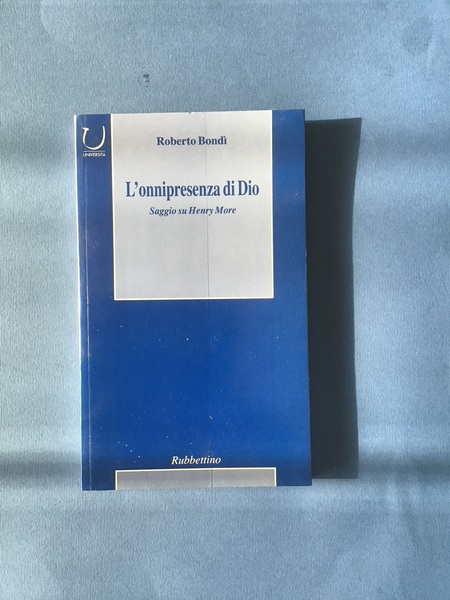 UNIVERSITÀ
Roberto Bondì
L'onnipresenza di Dio
Saggio su Henry More
Rubbettino